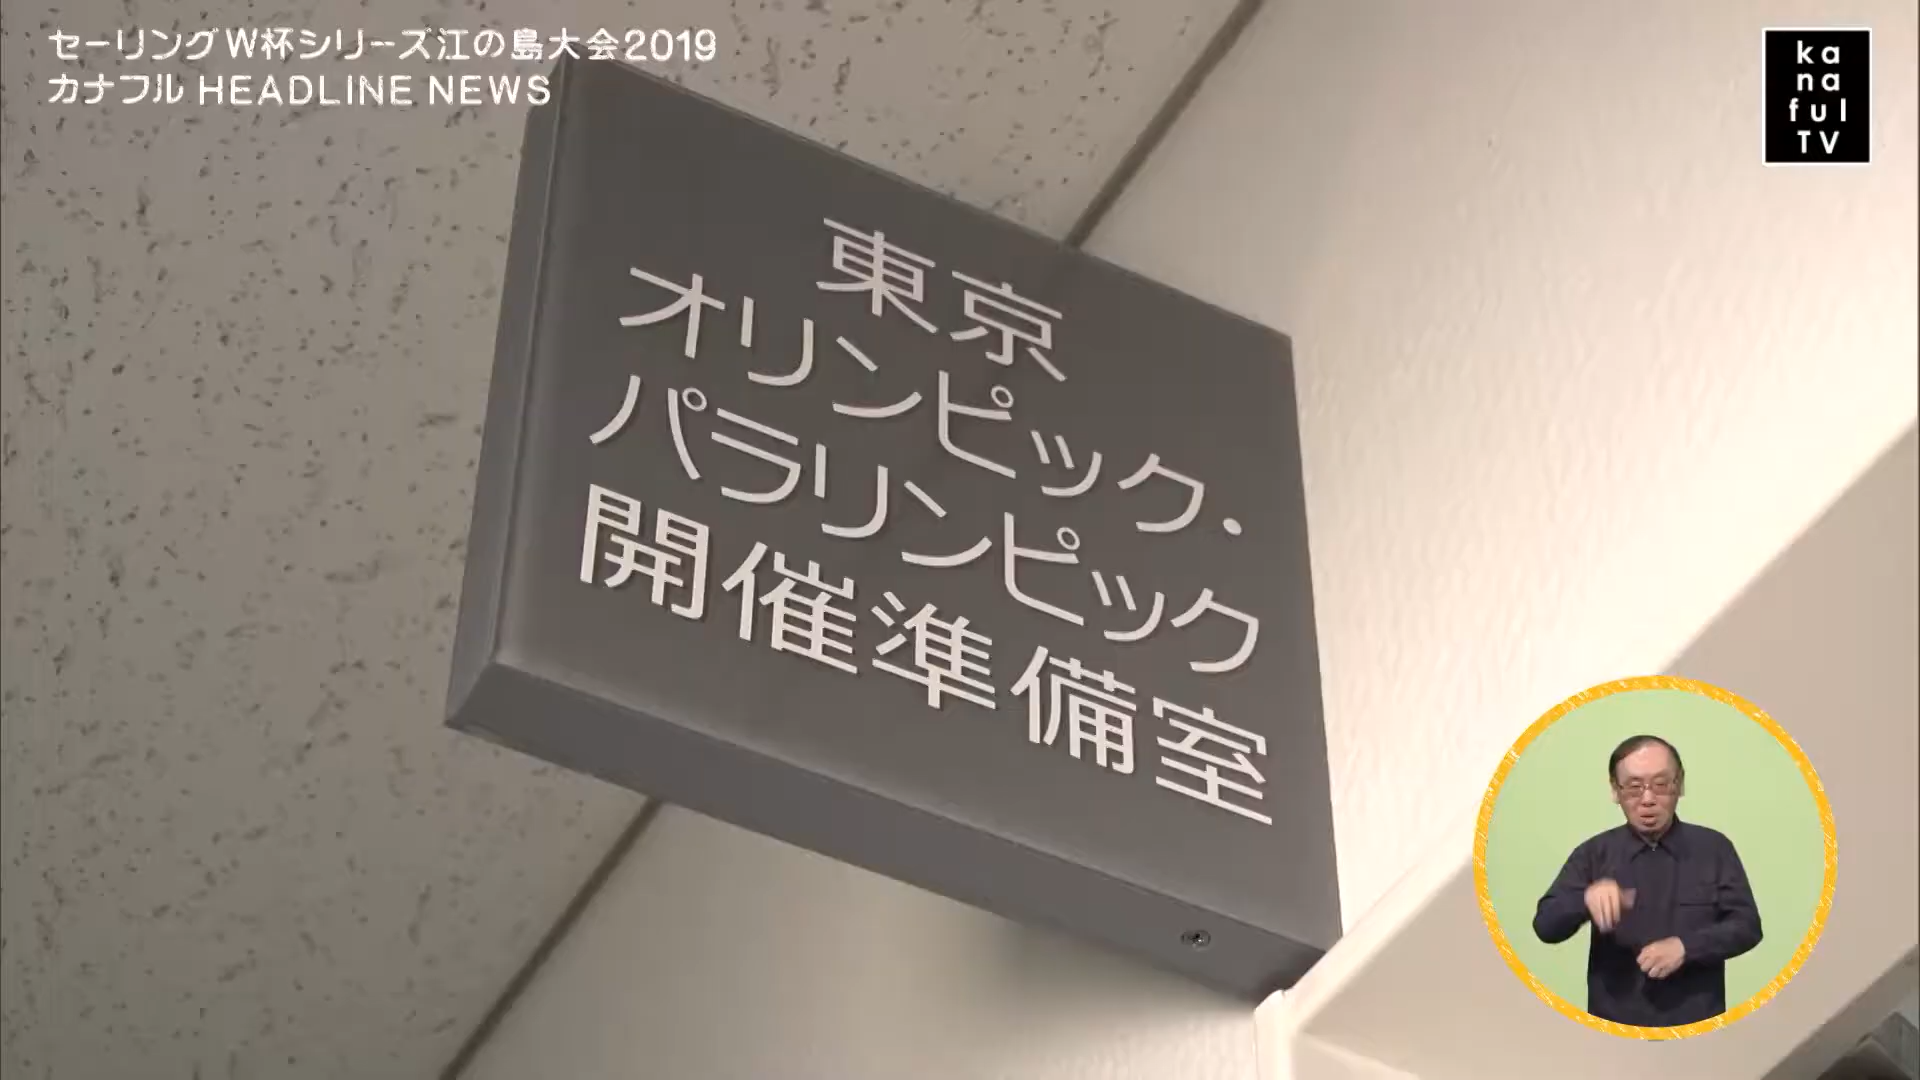 セーリングW杯シリーズ江の島大会2019
カナフル HEADLINE NEWS
ka
na
ful
TV
東京
オリンピック・
パラリンピック
開催準備室